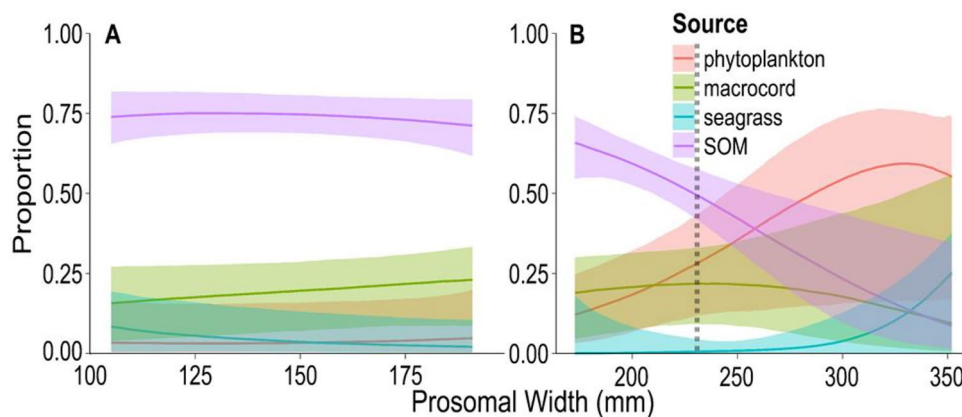 1.00
A
0.75
0.50
0.25
0.00
100
125
150
175
Proportion
1.00
B
0.75
0.50
0.25
0.00
200
250
300
350
Source
phytoplankton
macrocord
seagrass
SOM
Prosomal Width (mm)